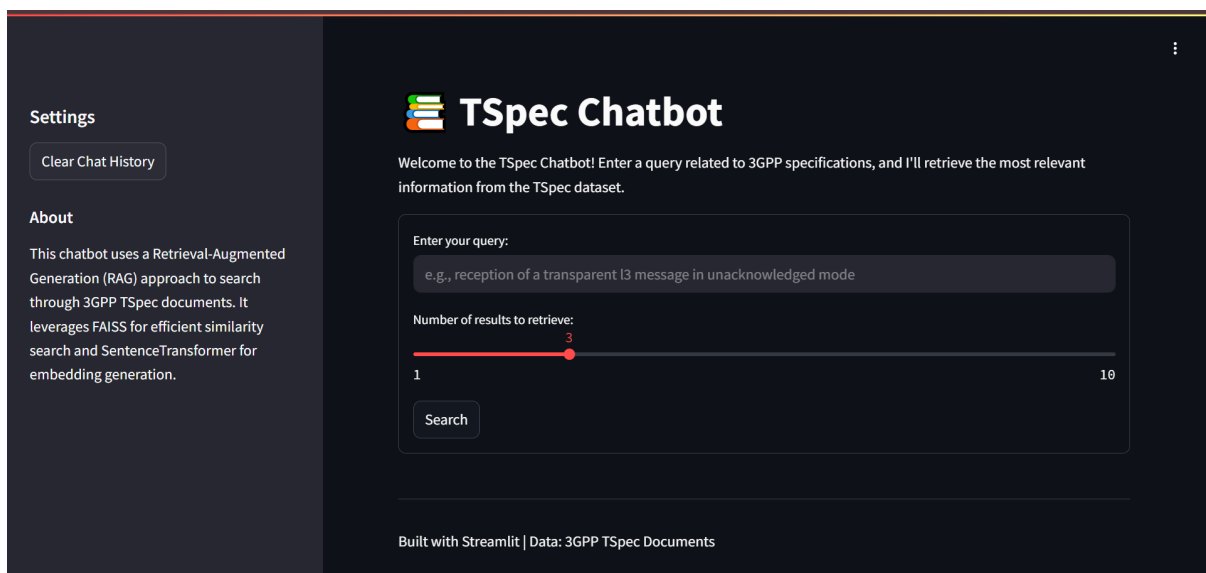 Settings
Clear Chat History
About
This chatbot uses a Retrieval-Augmented
Generation (RAG) approach to search
through 3GPP TSpec documents. It
leverages FAISS for efficient similarity
search and SentenceTransformer for
embedding generation.
TSpec Chatbot
Welcome to the TSpec Chatbot! Enter a query related to 3GPP specifications, and I'll retrieve the most relevant
information from the TSpec dataset.
Enter your query:
e.g., reception of a transparent l3 message in unacknowledged mode
Number of results to retrieve:
3
1 10
Search
Built with Streamlit | Data: 3GPP TSpec Documents